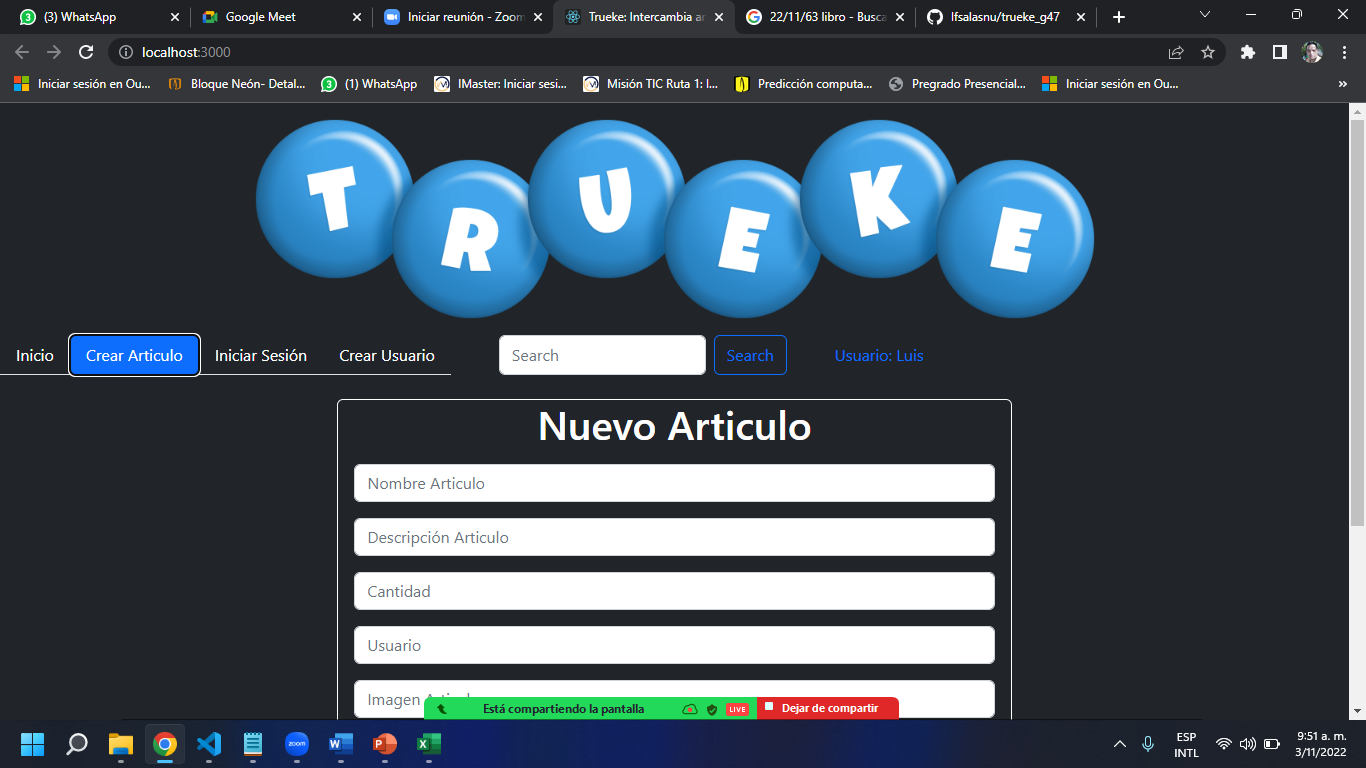 (3) WhatsApp
Google Meet
Iniciar reunión - Zoom
Trueke: Intercambia ar
22/11/63 libro - Busca
lfsalasnu/trueke_g47
localhost:3000
Iniciar sesión en Ou...
Bloque Neón- Detal...
(1) WhatsApp
IMaster: Iniciar sesi...
Misión TIC Ruta 1: I...
Predicción computa...
Pregrado Presencial...
Iniciar sesión en Ou...
»
TRUEKE
Inicio
Crear Articulo
Iniciar Sesión
Crear Usuario
Search
Search
Usuario: Luis
Nuevo Articulo
Nombre Articulo
Descripción Articulo
Cantidad
Usuario
Imagen
Está compartiendo la pantalla
LIVE
Dejar de compartir
zoom
ESP
INTL
9:51 a. m.
3/11/2022